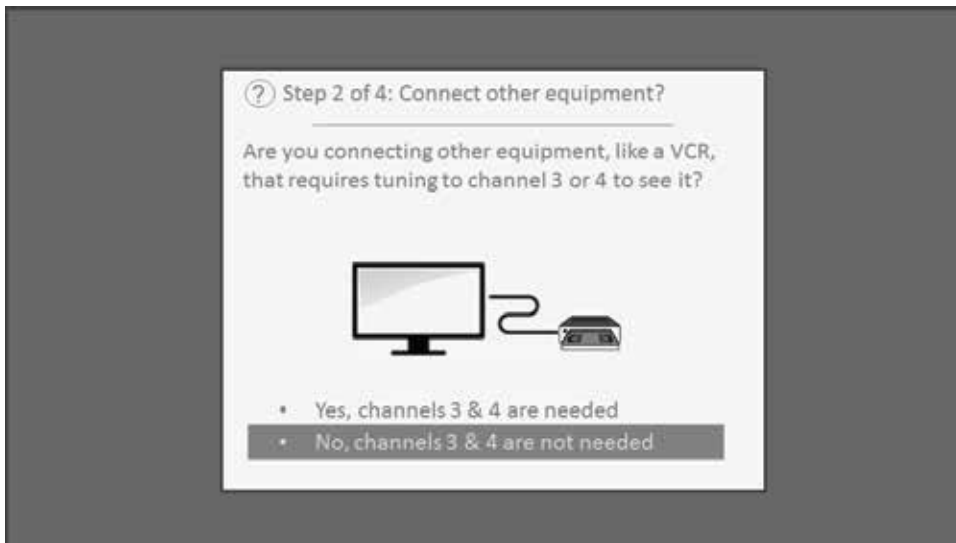 ? Step 2 of 4: Connect other equipment?
Are you connecting other equipment, like a VCR,
that requires tuning to channel 3 or 4 to see it?
• Yes, channels 3 & 4 are needed
• No, channels 3 & 4 are not needed